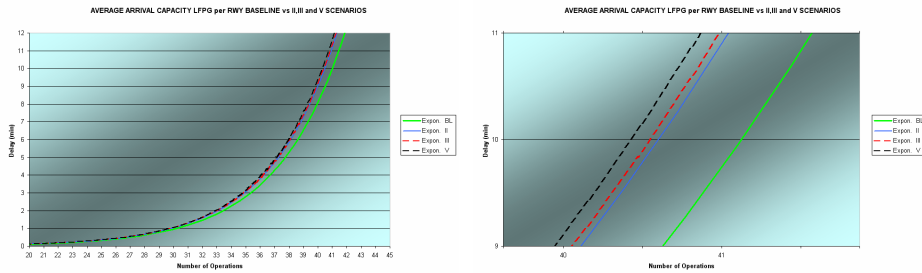 AVERAGE ARRIVAL CAPACITY LFPG per RWY BASELINE vs II,III and V SCENARIOS
Delay (min)
12
11
10
9
8
7
6
5
4
3
2
1
0
20 21 22 23 24 25 26 27 28 29 30 31 32 33 34 35 36 37 38 39 40 41 42 43 44 45
Number of Operations
Expon. BL
Expon. II
Expon. III
Expon. V
AVERAGE ARRIVAL CAPACITY LFPG per RWY BASELINE vs II,III and V SCENARIOS
Delay (min)
11
10
9
40 41
Number of Operations
Expon. BL
Expon. II
Expon. III
Expon. V